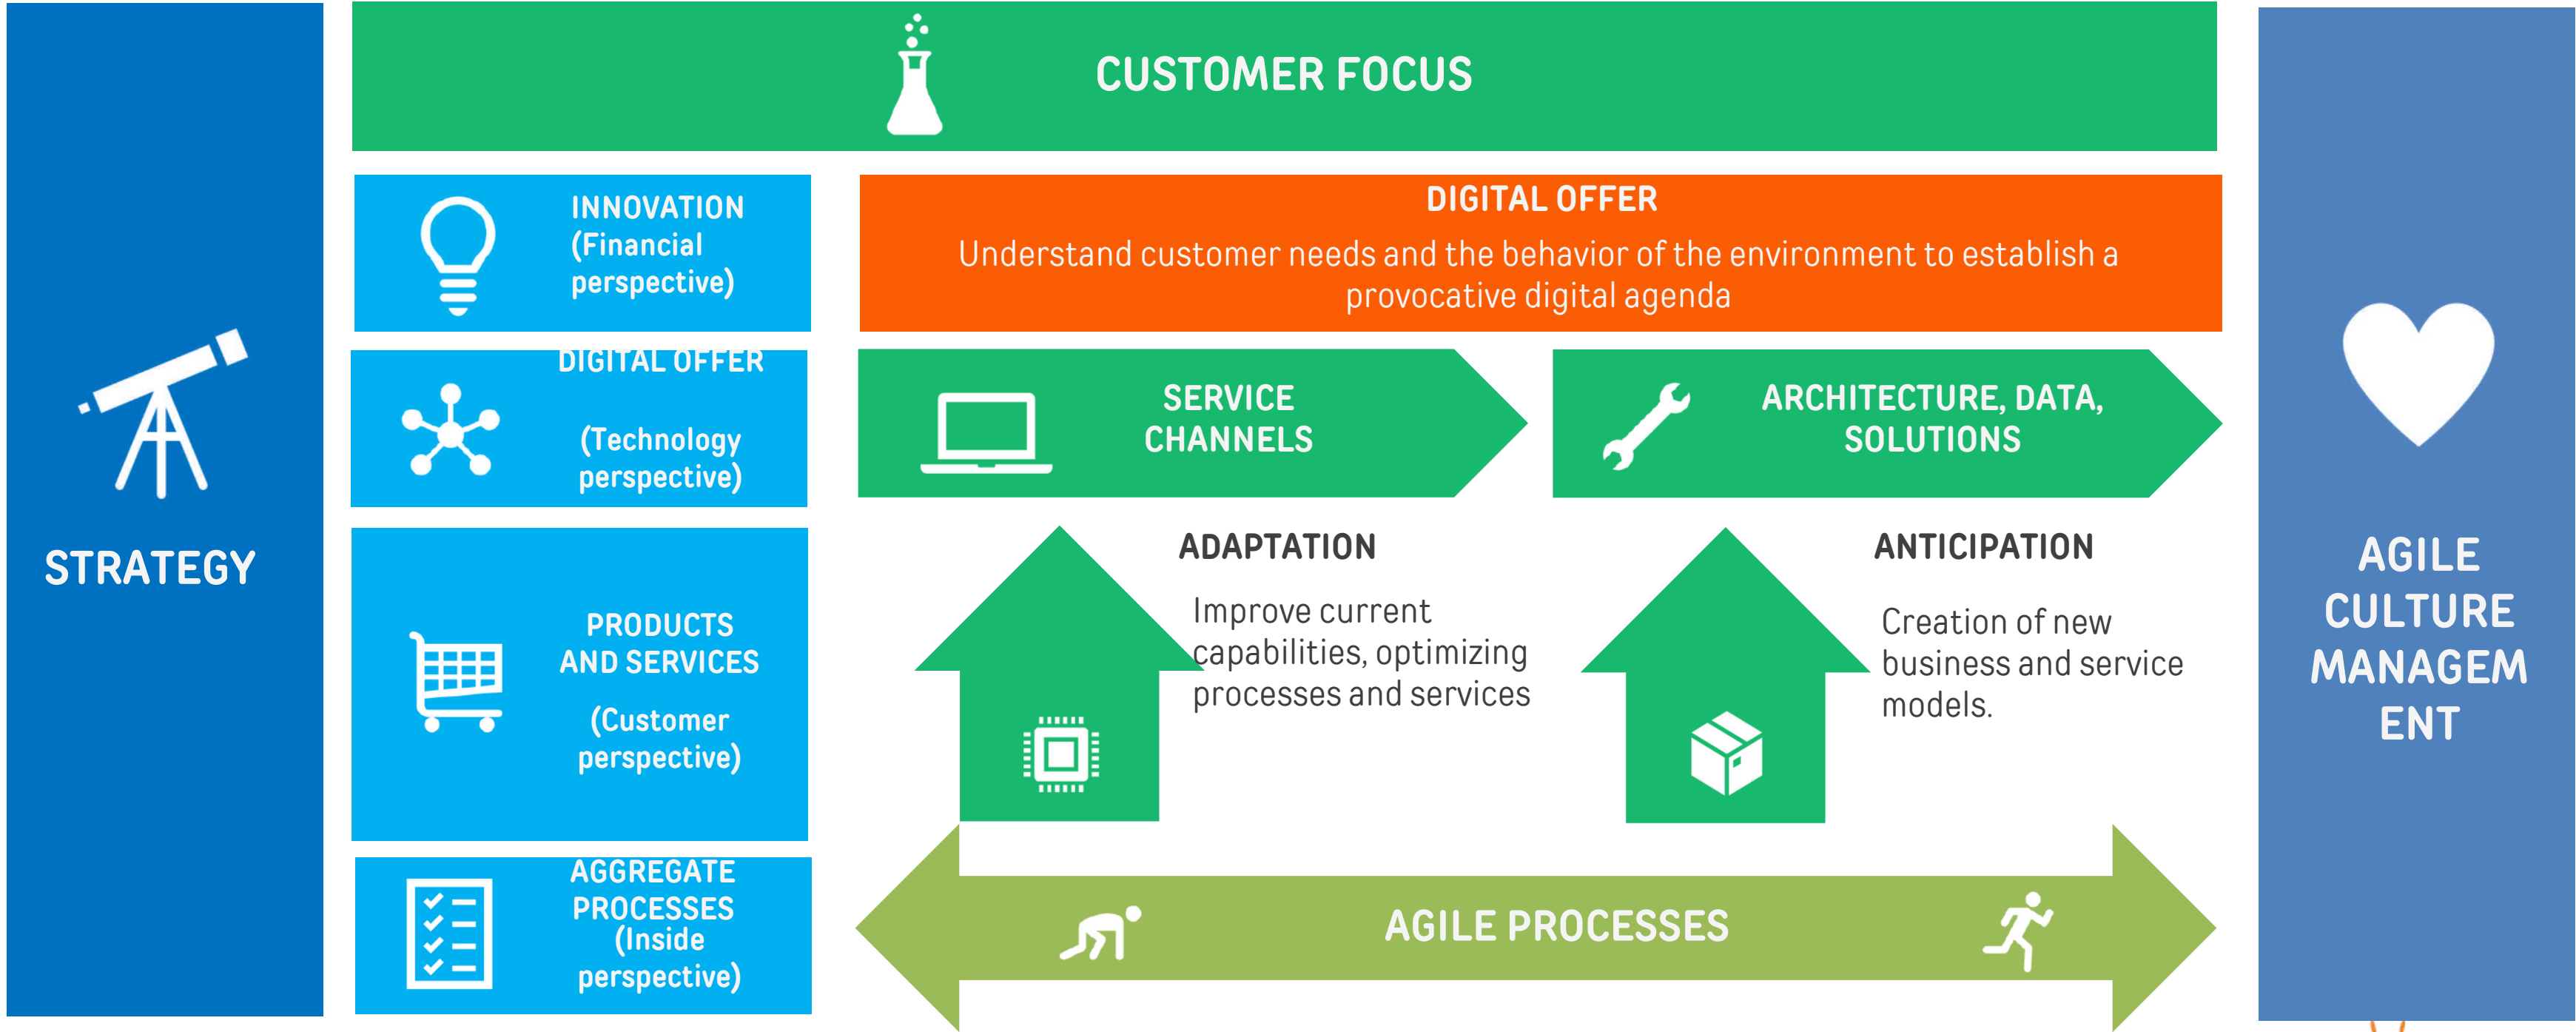 CUSTOMER FOCUS
STRATEGY
INNOVATION
(Financial
perspective)
DIGITAL OFFER
Understand customer needs and the behavior of the environment to establish a
provocative digital agenda
DIGITAL OFFER
(Technology
perspective)
SERVICE
CHANNELS
ARCHITECTURE, DATA,
SOLUTIONS
PRODUCTS
AND SERVICES
(Customer
perspective)
ADAPTATION
Improve current
capabilities, optimizing
processes and services
ANTICIPATION
Creation of new
business and service
models.
AGGREGATE
PROCESSES
(Inside
perspective)
AGILE PROCESSES
AGILE
CULTURE
MANAGEM
ENT